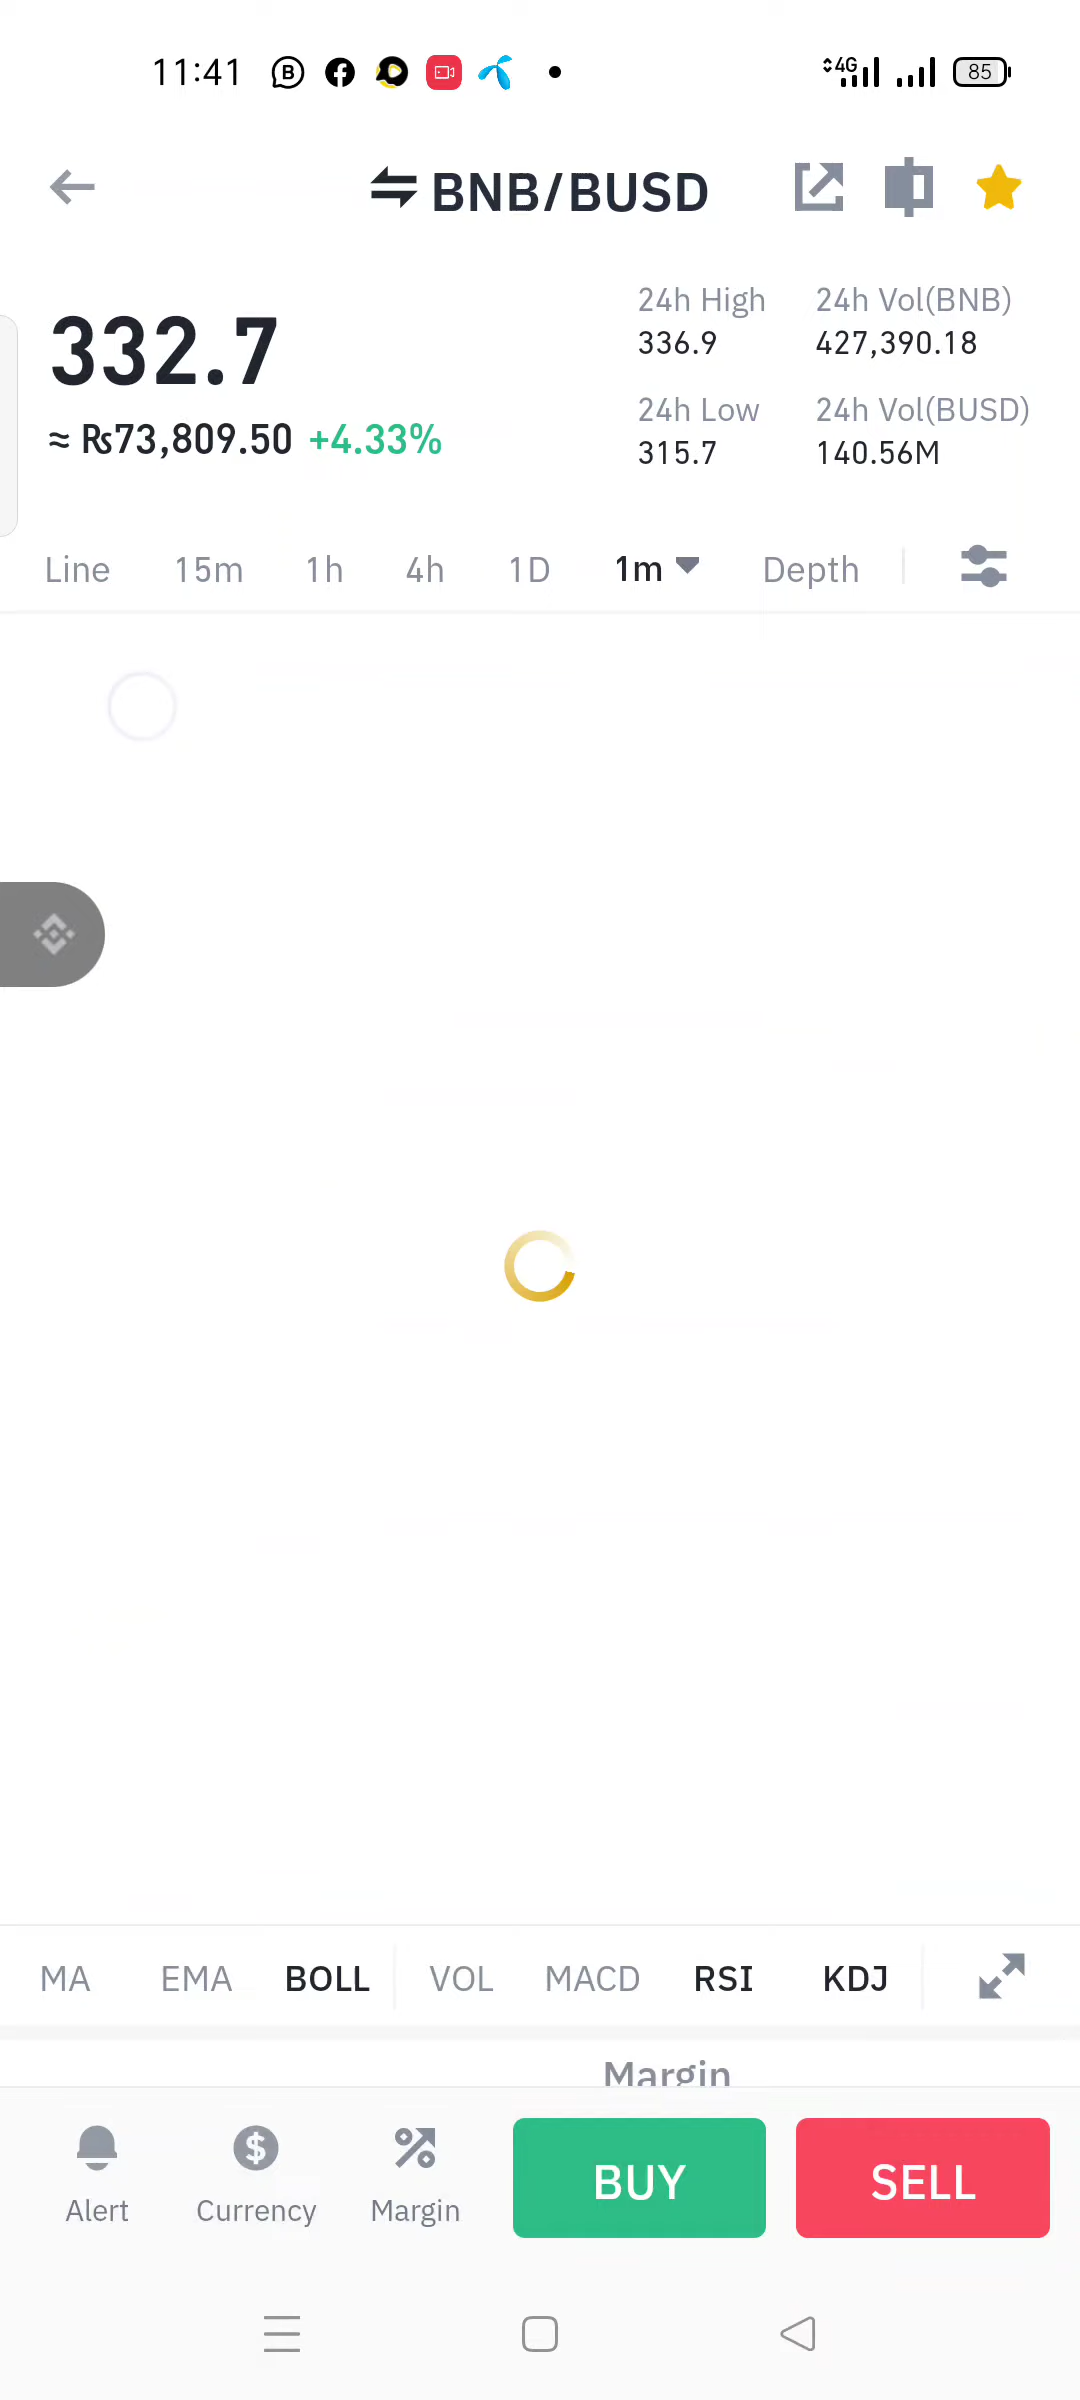 11:41 4G 85
BNB/BUSD
332.7
≈ ₨73,809.50 +4.33%
24h High
336.9
24h Vol(BNB)
427,390.18
24h Low
315.7
24h Vol(BUSD)
140.56M
Line 15m 1h 4h 1D 1m Depth
MA EMA BOLL VOL MACD RSI KDJ
Margin
Alert Currency Margin BUY SELL